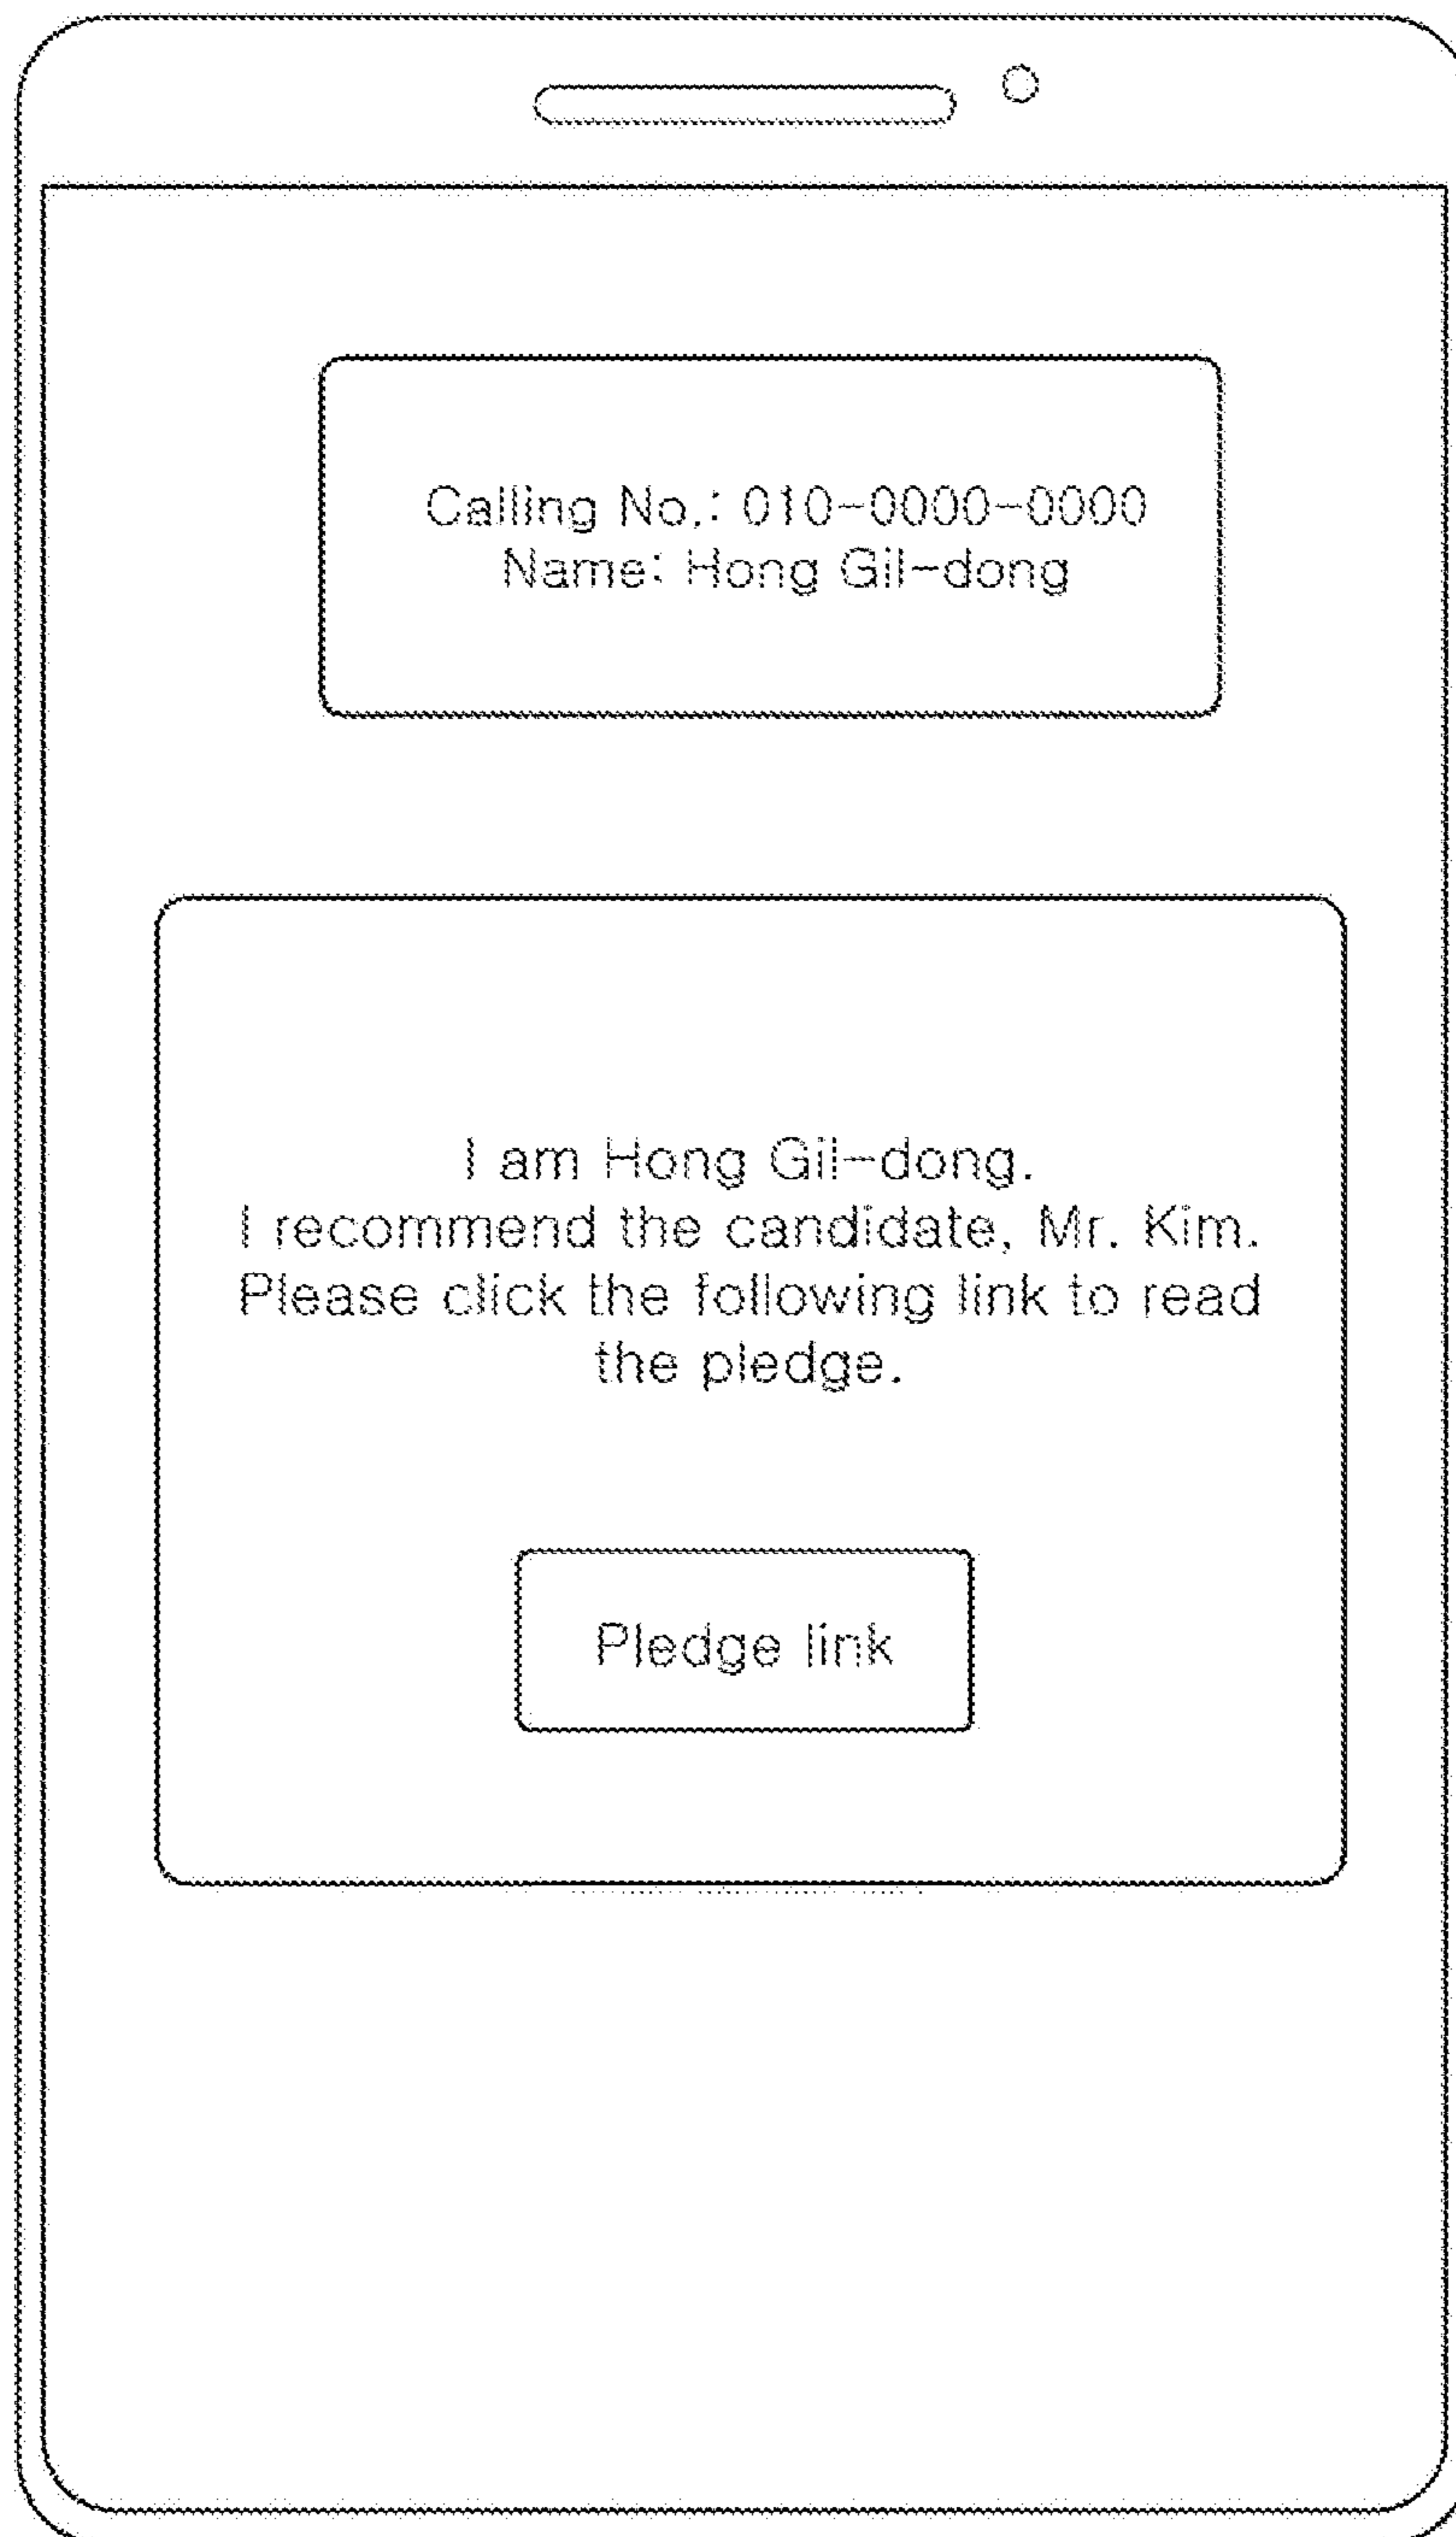 Calling No.: 010-0000-0000
Name: Hong Gil-dong
I am Hong Gil-dong.
I recommend the candidate, Mr. Kim.
Please click the following link to read
the pledge.
Pledge link